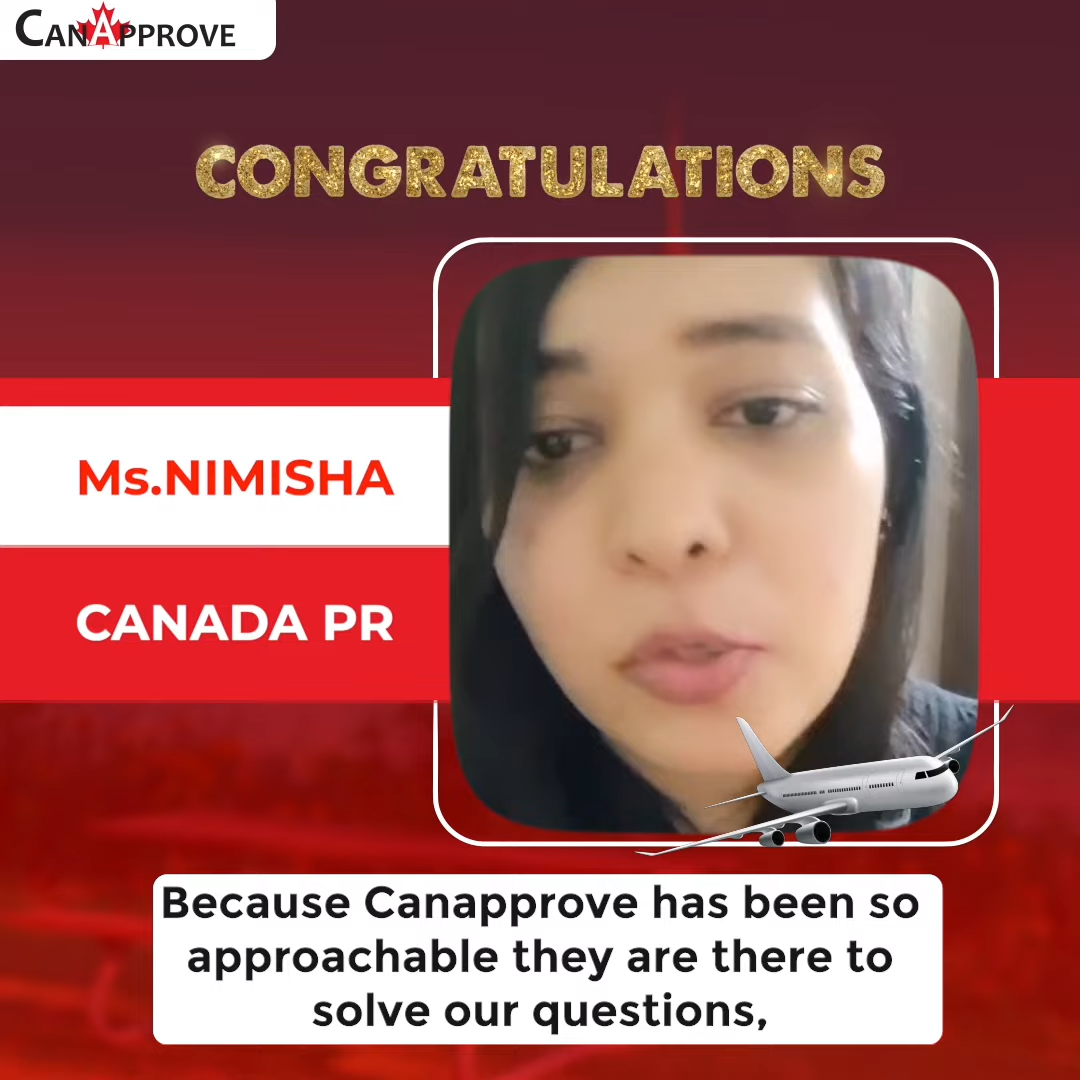 CANAPPROVE
CONGRATULATIONS
Ms.NIMISHA
CANADA PR
Because Canapprove has been so
approachable they are there to
solve our questions,